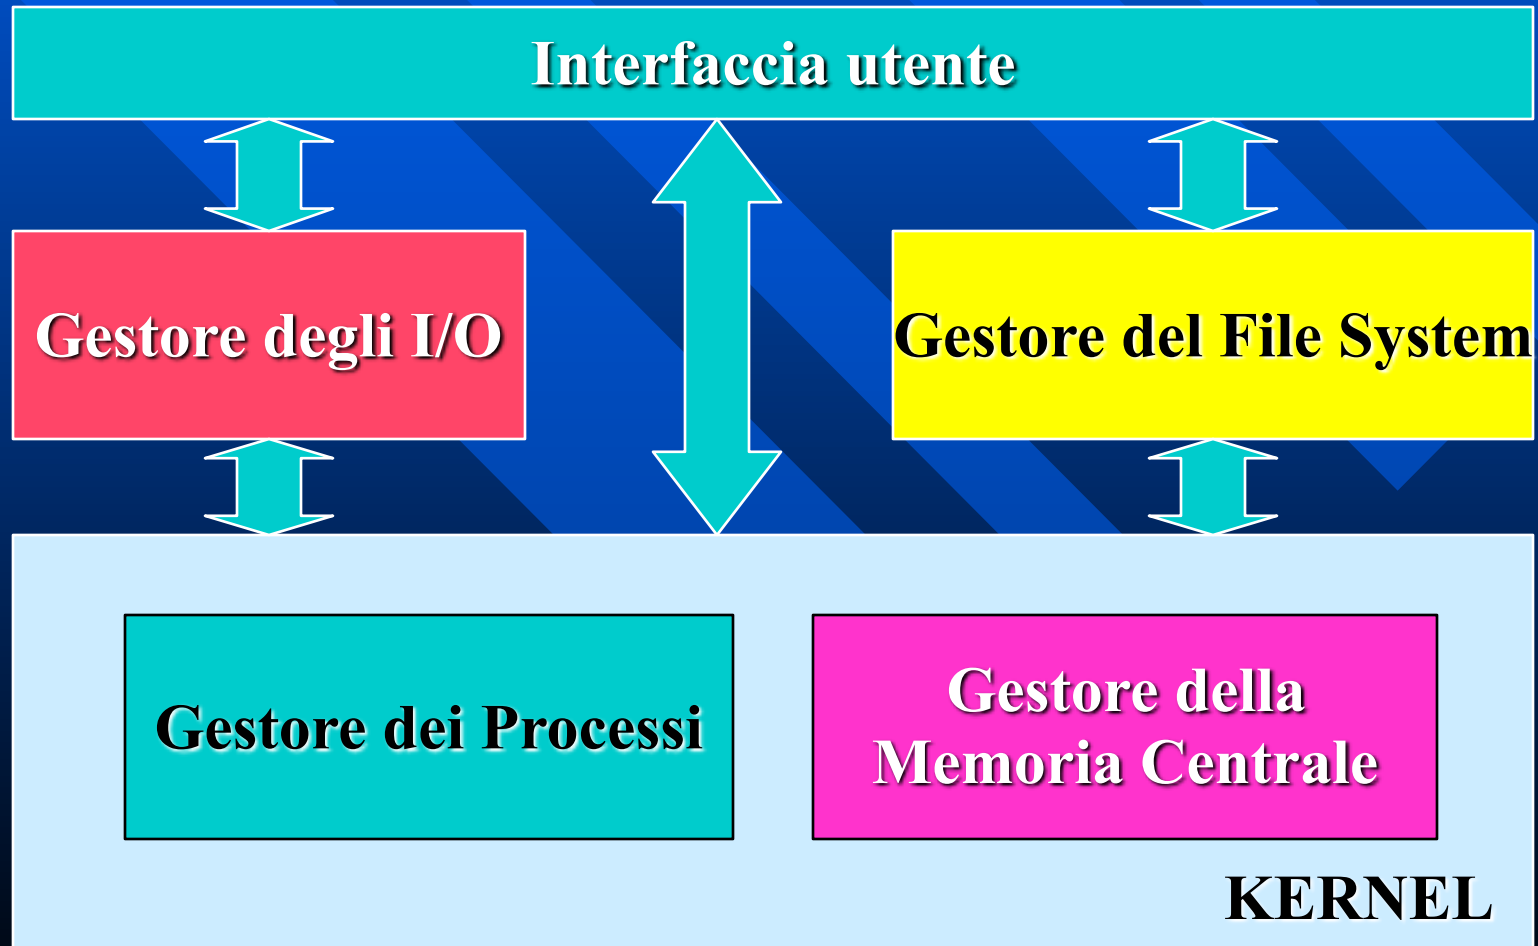 Interfaccia utente
Gestore degli I/O
Gestore del File System
Gestore dei Processi
Gestore della
Memoria Centrale
KERNEL